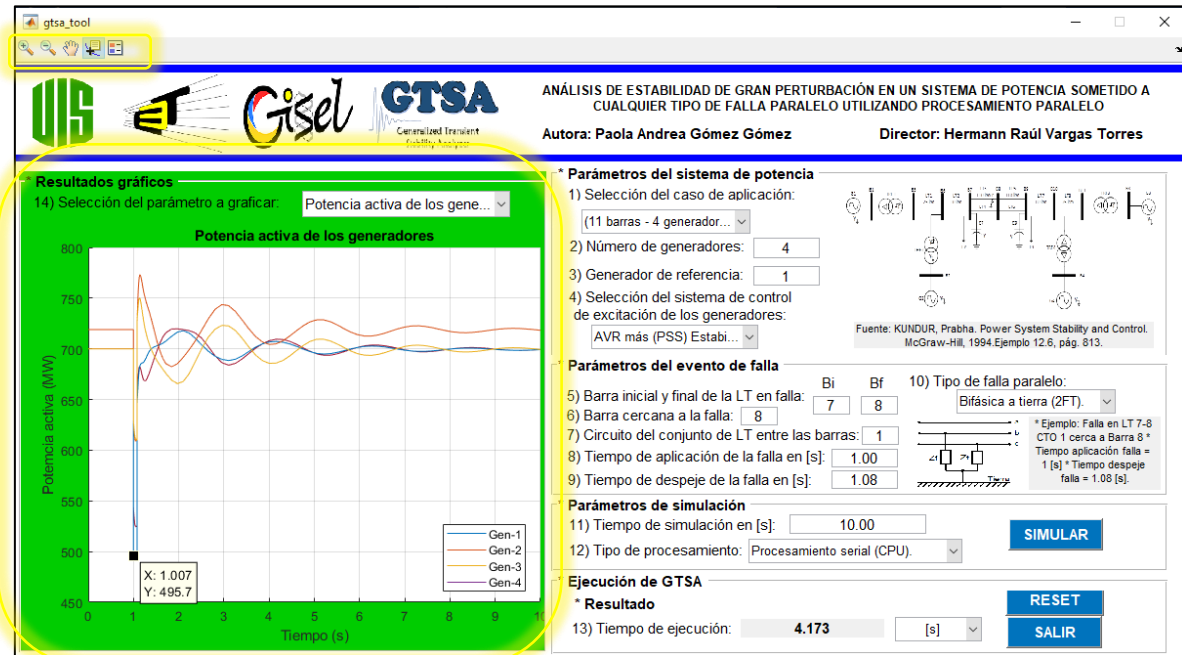 gtsa_tool
UIS
Gisel
GTSA
Generalized Transient
Stability Analyzer
ANÁLISIS DE ESTABILIDAD DE GRAN PERTURBACIÓN EN UN SISTEMA DE POTENCIA SOMETIDO A
CUALQUIER TIPO DE FALLA PARALELO UTILIZANDO PROCESAMIENTO PARALELO
Autora: Paola Andrea Gómez Gómez Director: Hermann Raúl Vargas Torres
* Resultados gráficos
14) Selección del parámetro a graficar: Potencia activa de los gene...
Potencia activa de los generadores
Potemcia activa (MW)
800
750
700
650
600
550
500
450
0 1 2 3 4 5 6 7 8 9 10
Tiempo (s)
X: 1.007
Y: 495.7
Gen-1
Gen-2
Gen-3
Gen-4
* Parámetros del sistema de potencia
1) Selección del caso de aplicación:
(11 barras - 4 generador...
2) Número de generadores: 4
3) Generador de referencia: 1
4) Selección del sistema de control
de excitación de los generadores:
AVR más (PSS) Estabi...
Fuente: KUNDUR, Prabha. Power System Stability and Control.
McGraw-Hill, 1994.Ejemplo 12.6, pág. 813.
* Parámetros del evento de falla
Bi Bf
5) Barra inicial y final de la LT en falla: 7 8
6) Barra cercana a la falla: 8
7) Circuito del conjunto de LT entre las barras: 1
8) Tiempo de aplicación de la falla en [s]: 1.00
9) Tiempo de despeje de la falla en [s]: 1.08
10) Tipo de falla paralelo:
Bifásica a tierra (2FT).
Tierra
* Ejemplo: Falla en LT 7-8
CTO 1 cerca a Barra 8 *
Tiempo aplicación falla =
1 [s] * Tiempo despeje
falla = 1.08 [s].
* Parámetros de simulación
11) Tiempo de simulación en [s]: 10.00
12) Tipo de procesamiento: Procesamiento serial (CPU).
SIMULAR
* Ejecución de GTSA
* Resultado
13) Tiempo de ejecución: 4.173 [s]
RESET
SALIR